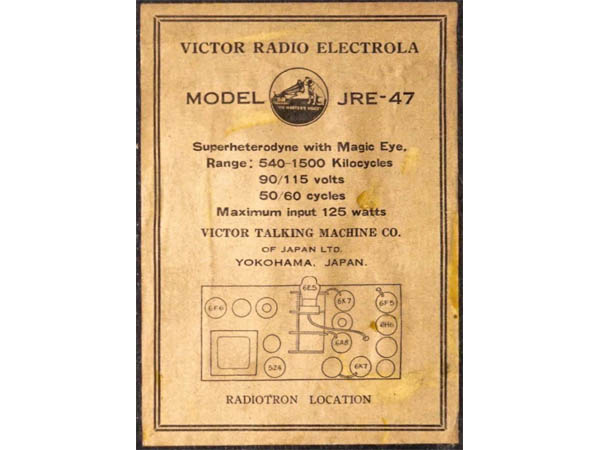 VICTOR RADIO ELECTROLA
MODEL JRE-47
"HIS MASTER'S VOICE"
Superheterodyne with Magic Eye.
Range: 540-1500 Kilocycles
90/115 volts
50/60 cycles
Maximum input 125 watts
VICTOR TALKING MACHINE CO.
OF JAPAN LTD.
YOKOHAMA, JAPAN.
6E5
6F6
6K7
6F5
6H6
6A8
5Z4
6K7
RADIOTRON LOCATION